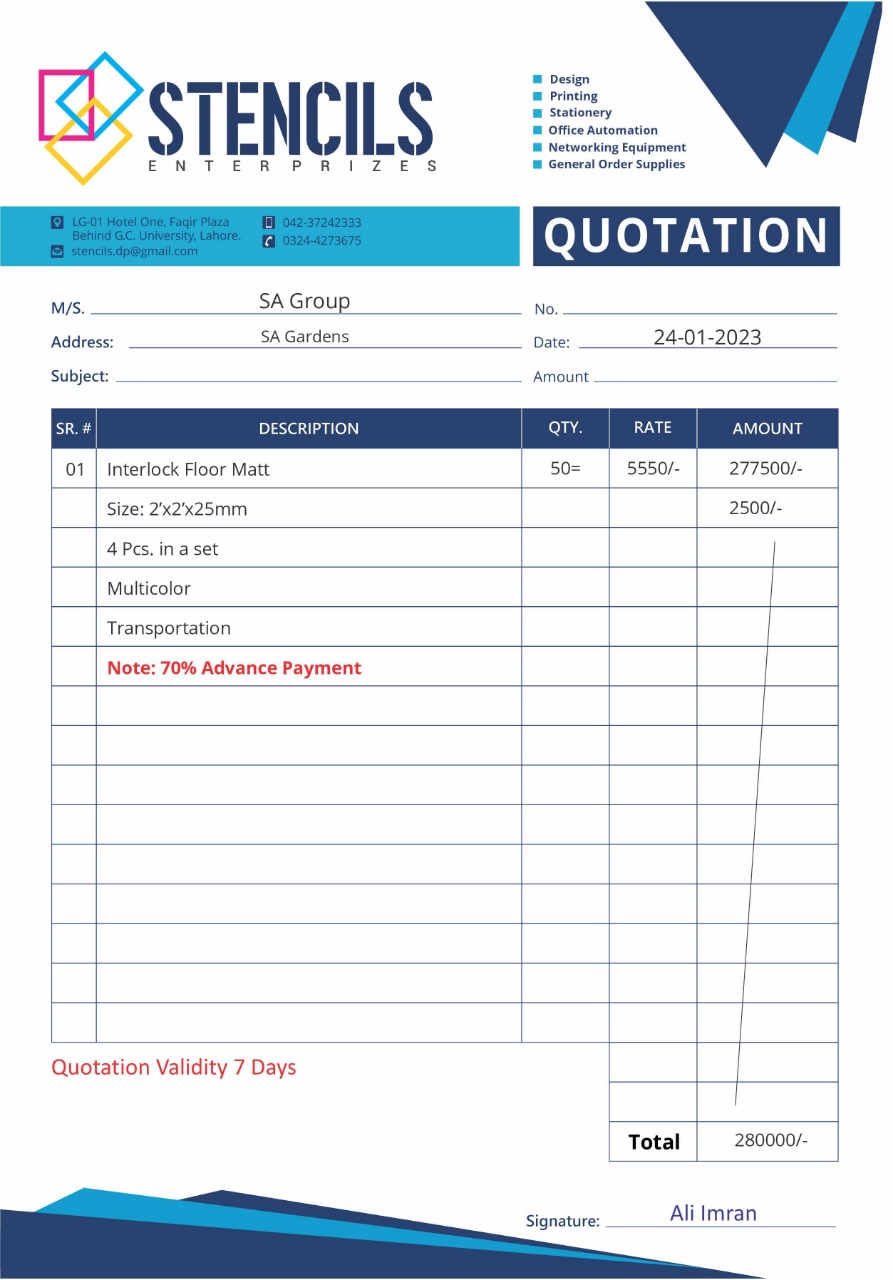 STENCILS
ENTERPRIZES
Design
Printing
Stationery
Office Automation
Networking Equipment
General Order Supplies
LG-01 Hotel One, Faqir Plaza
Behind G.C. University, Lahore.
stencils.dp@gmail.com
042-37242333
0324-4273675
QUOTATION
M/S. SA Group
No.
Address: SA Gardens
Date: 24-01-2023
Subject:
Amount
SR. # DESCRIPTION QTY. RATE AMOUNT
01 Interlock Floor Matt 50= 5550/- 277500/-
Size: 2’x2’x25mm 2500/-
4 Pcs. in a set
Multicolor
Transportation
Note: 70% Advance Payment
Quotation Validity 7 Days
Total 280000/-
Signature: Ali Imran